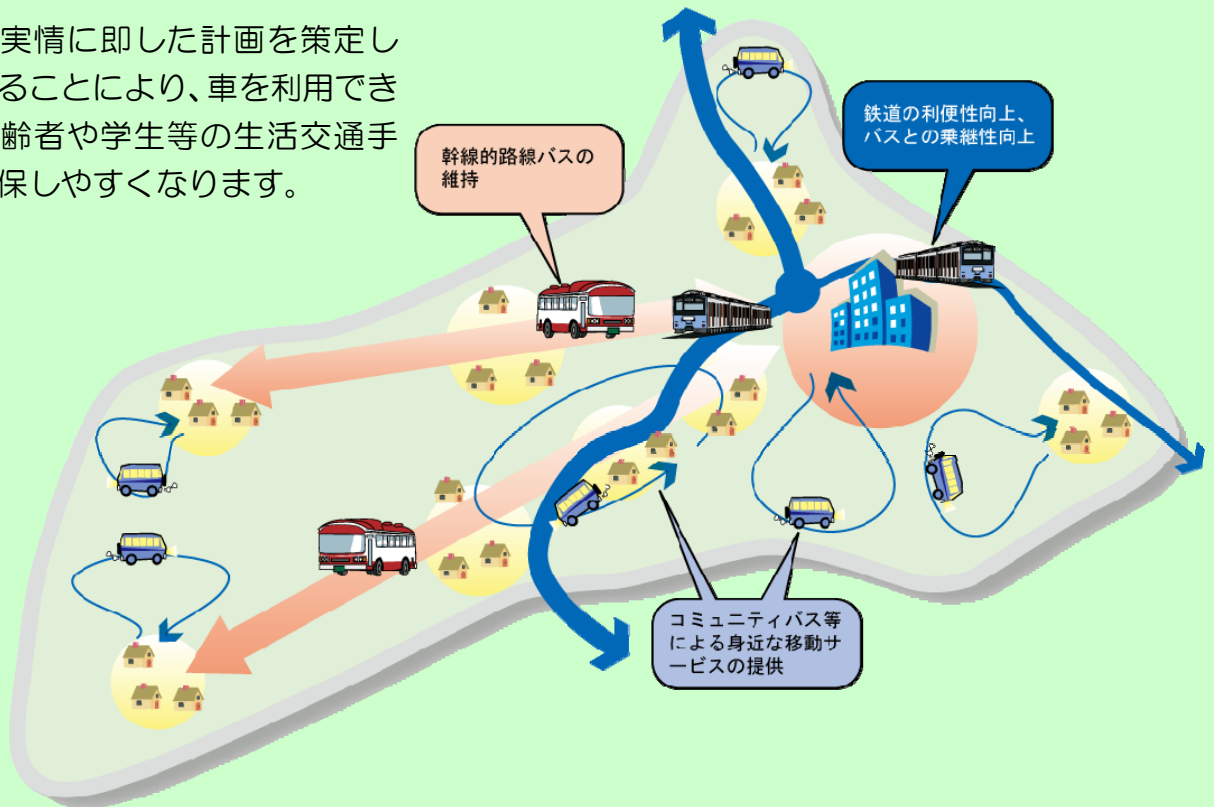 実情に即した計画を策定し
ることにより、車を利用でき
齢者や学生等の生活交通手
保しやすくなります。
幹線的路線バスの
維持
鉄道の利便性向上、
バスとの乗継性向上
コミュニティバス等
による身近な移動サ
ービスの提供